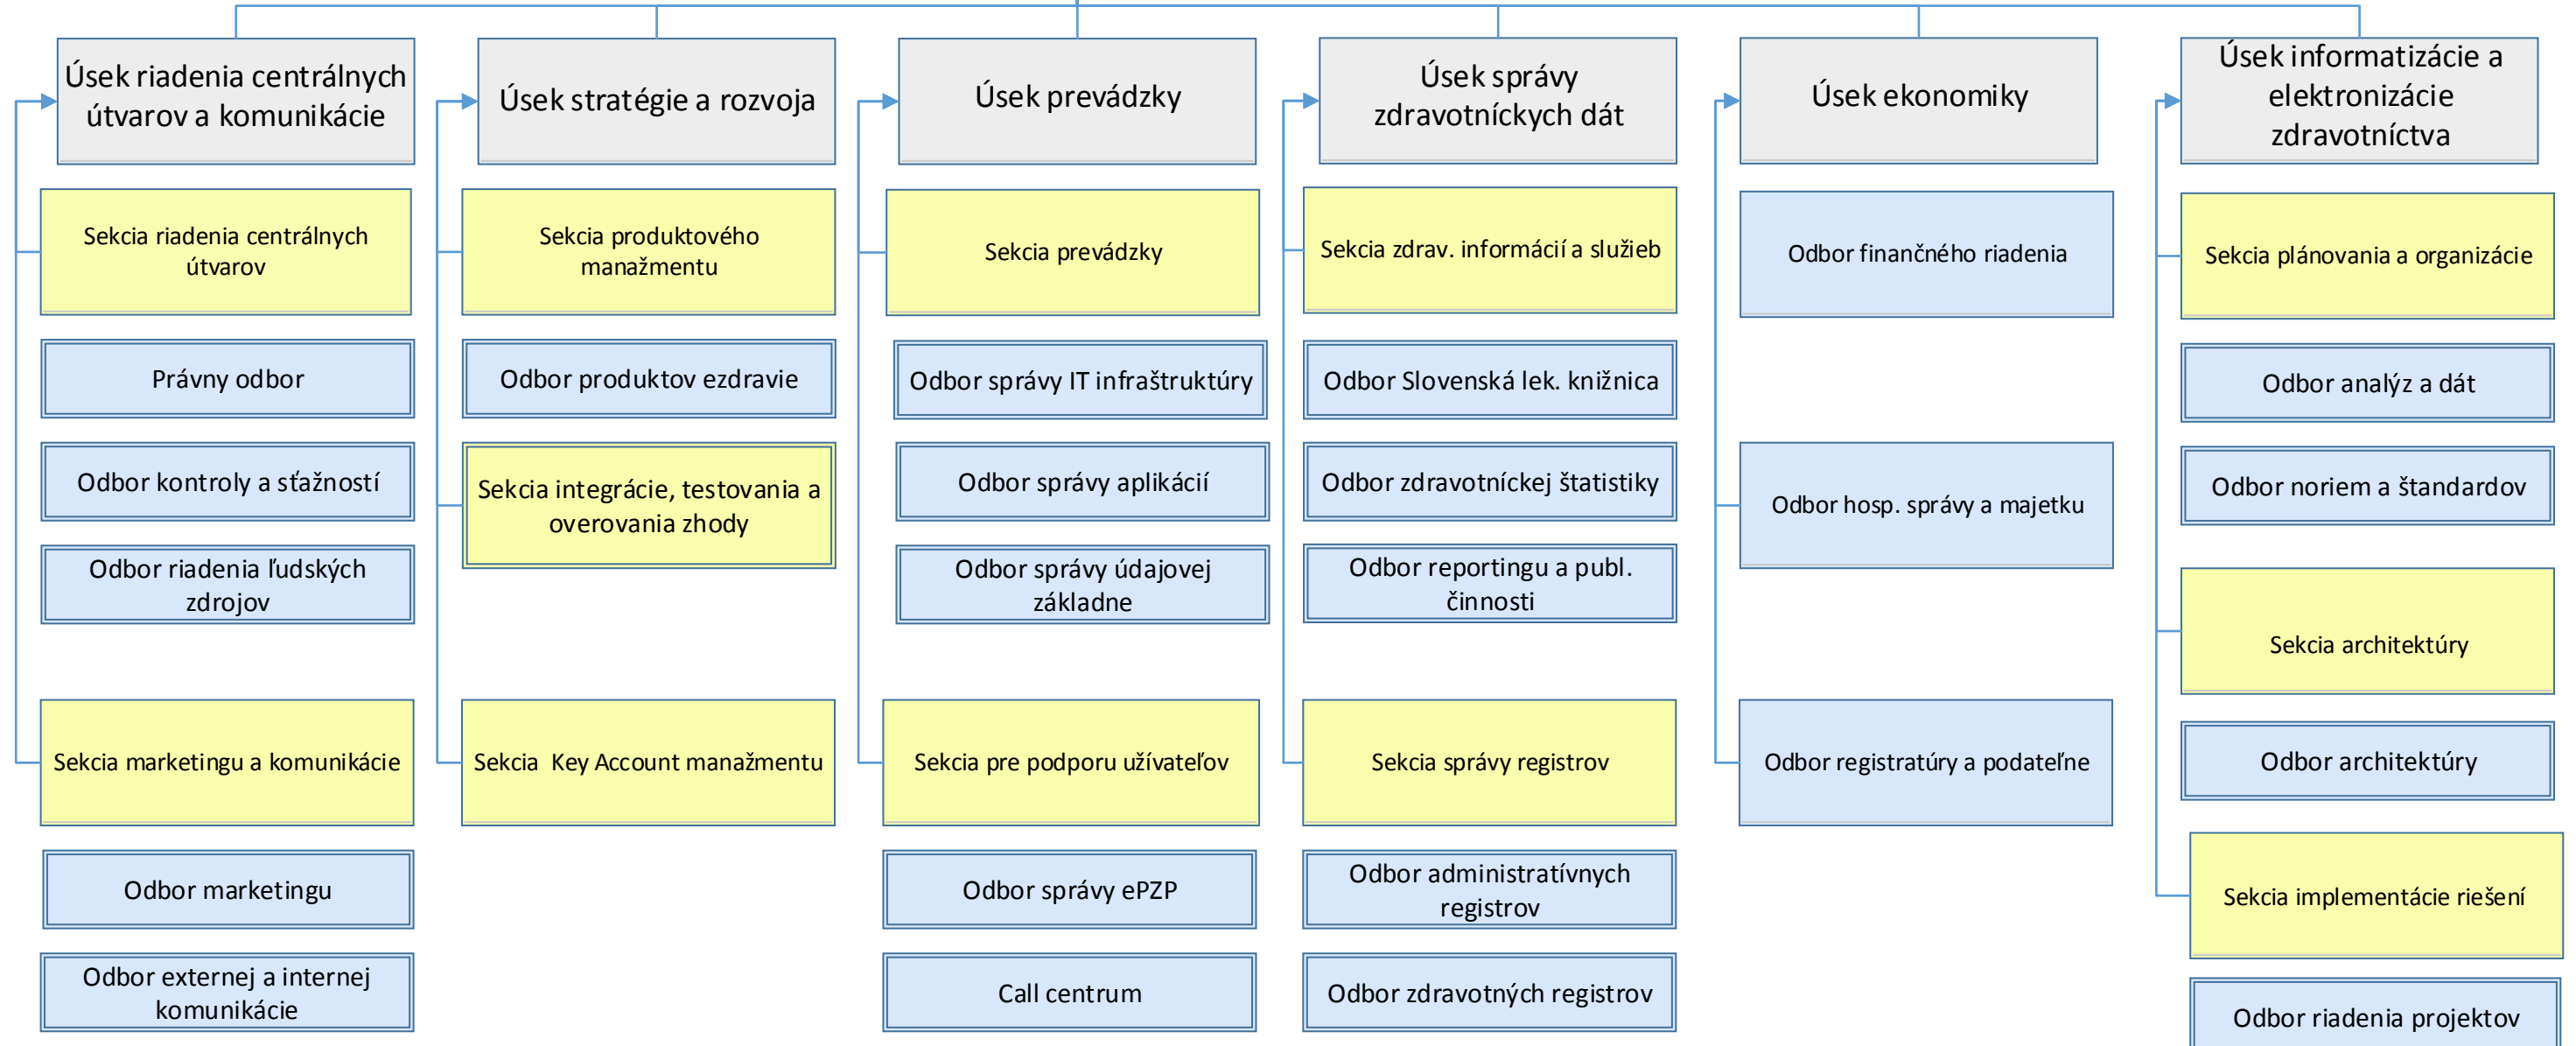 Úsek riadenia centrálnych
útvarov a komunikácie
Úsek stratégie a rozvoja
Úsek prevádzky
Úsek správy
zdravotníckych dát
Úsek ekonomiky
Úsek informatizácie a
elektronizácie
zdravotníctva
Sekcia riadenia centrálnych
útvarov
Sekcia produktového
manažmentu
Sekcia prevádzky
Sekcia zdrav. informácií a služieb
Odbor finančného riadenia
Sekcia plánovania a organizácie
Právny odbor
Odbor produktov ezdravie
Odbor správy IT infraštruktúry
Odbor Slovenská lek. knižnica
Odbor analýz a dát
Odbor kontroly a sťažností
Sekcia integrácie, testovania a
overovania zhody
Odbor správy aplikácií
Odbor zdravotníckej štatistiky
Odbor hosp. správy a majetku
Odbor noriem a štandardov
Odbor riadenia ľudských
zdrojov
Odbor správy údajovej
základne
Odbor reportingu a publ.
činnosti
Sekcia architektúry
Sekcia marketingu a komunikácie
Sekcia  Key Account manažmentu
Sekcia pre podporu užívateľov
Sekcia správy registrov
Odbor registratúry a podateľne
Odbor architektúry
Odbor marketingu
Odbor správy ePZP
Odbor administratívnych
registrov
Sekcia implementácie riešení
Odbor externej a internej
komunikácie
Call centrum
Odbor zdravotných registrov
Odbor riadenia projektov